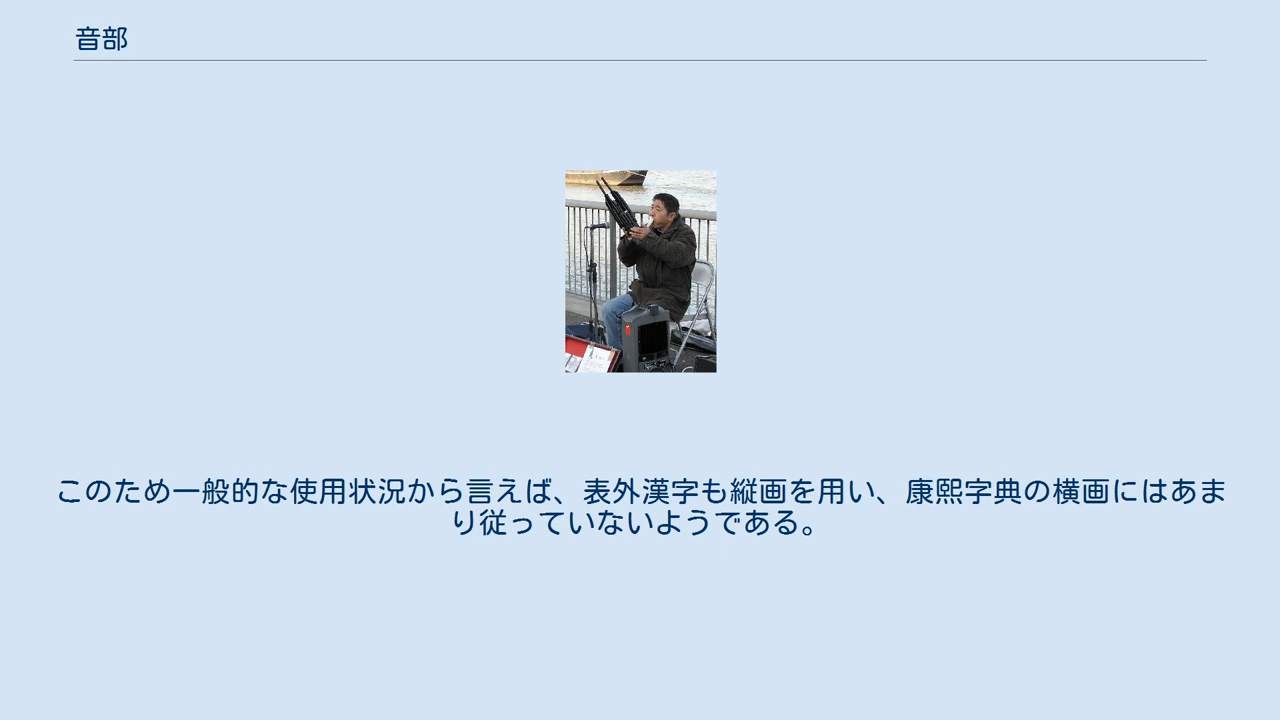 音部
このため一般的な使用状況から言えば、表外漢字も縦画を用い、康熙字典の横画にはあま
り従っていないようである。